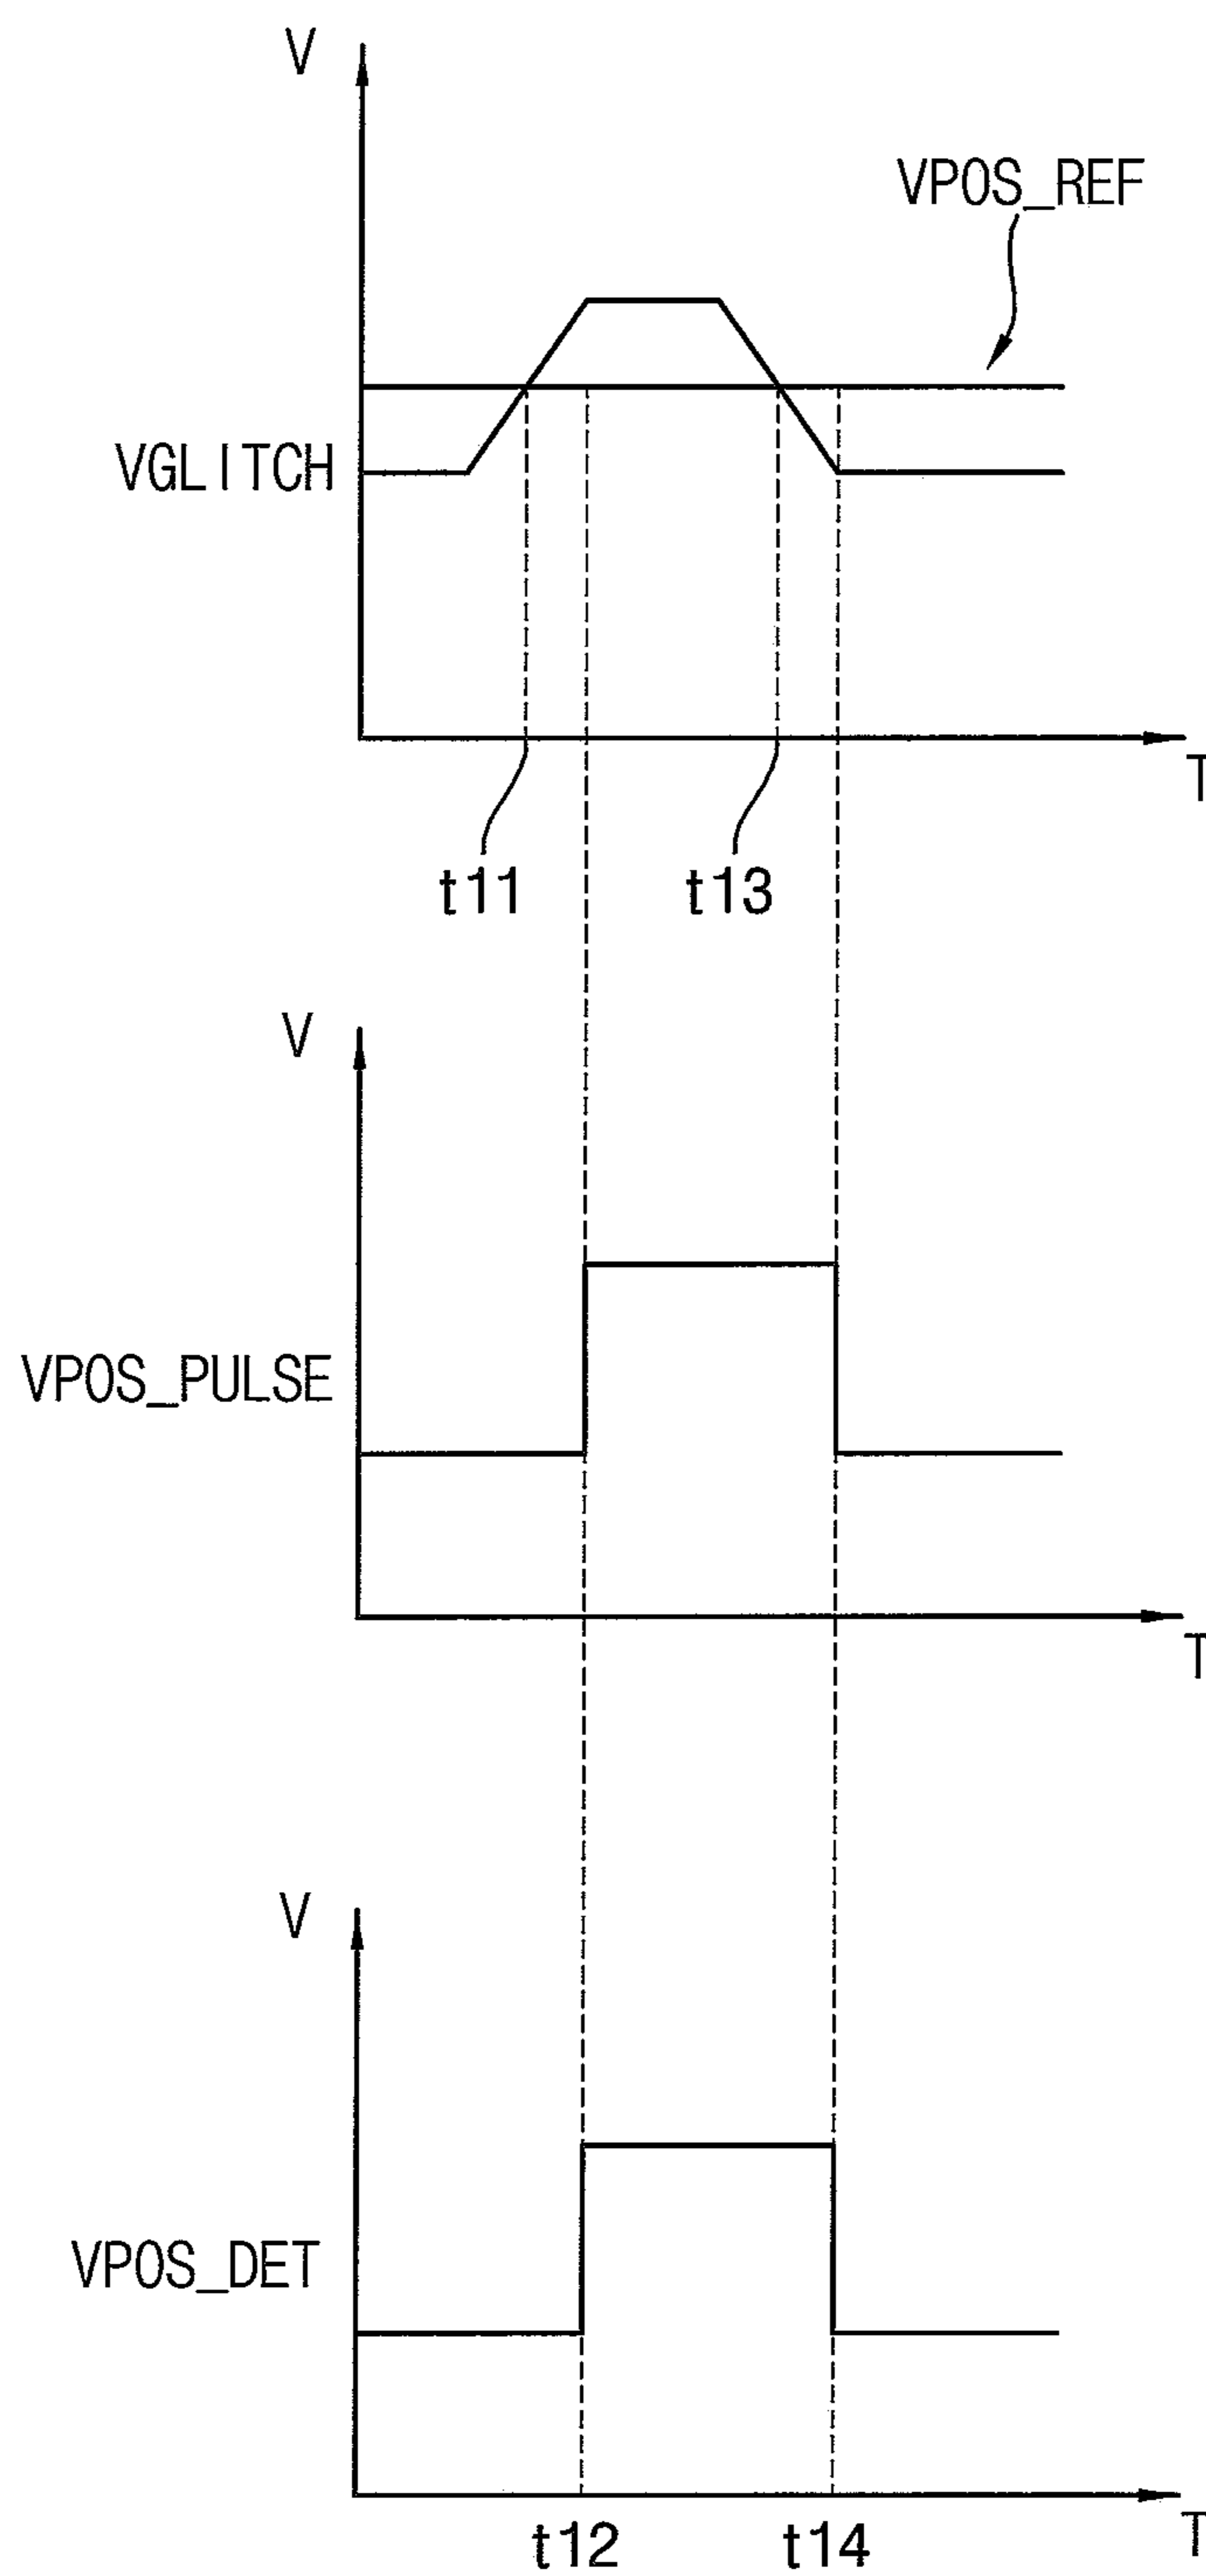 V
VPOS_REF
VGLITCH
T
t11
t13
V
VPOS_PULSE
T
V
VPOS_DET
T
t12
t14